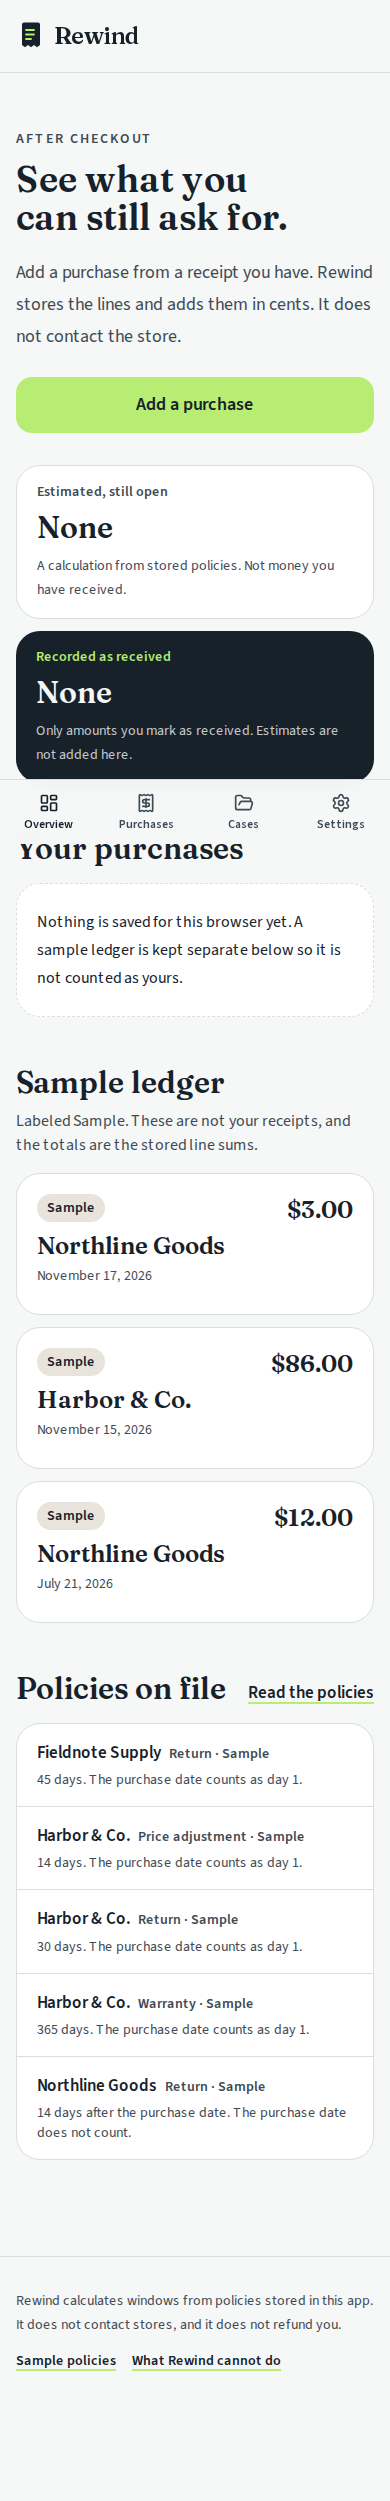 Rewind
AFTER CHECKOUT
See what you
can still ask for.
Add a purchase from a receipt you have. Rewind
stores the lines and adds them in cents. It does
not contact the store.
Add a purchase
Estimated, still open
None
A calculation from stored policies. Not money you
have received.
Recorded as received
None
Only amounts you mark as received. Estimates are
not added here.
Overview
Purchases
Cases
Settings
Your purchases
Nothing is saved for this browser yet. A
sample ledger is kept separate below so it is
not counted as yours.
Sample ledger
Labeled Sample. These are not your receipts, and
the totals are the stored line sums.
Sample
$3.00
Northline Goods
November 17, 2026
Sample
$86.00
Harbor & Co.
November 15, 2026
Sample
$12.00
Northline Goods
July 21, 2026
Policies on file
Read the policies
Fieldnote Supply Return · Sample
45 days. The purchase date counts as day 1.
Harbor & Co. Price adjustment · Sample
14 days. The purchase date counts as day 1.
Harbor & Co. Return · Sample
30 days. The purchase date counts as day 1.
Harbor & Co. Warranty · Sample
365 days. The purchase date counts as day 1.
Northline Goods Return · Sample
14 days after the purchase date. The purchase date
does not count.
Rewind calculates windows from policies stored in this app.
It does not contact stores, and it does not refund you.
Sample policies
What Rewind cannot do